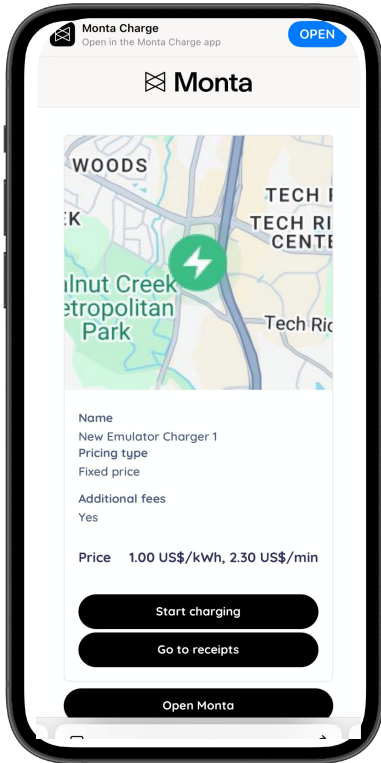 Monta Charge
Open in the Monta Charge app
OPEN
Monta
WOODS
TECH
TECH RI
CENTE
Walnut Creek
Metropolitan
Park
Tech Ric
Name
New Emulator Charger 1
Pricing type
Fixed price
Additional fees
Yes
Price 1.00 US$/kWh, 2.30 US$/min
Start charging
Go to receipts
Open Monta